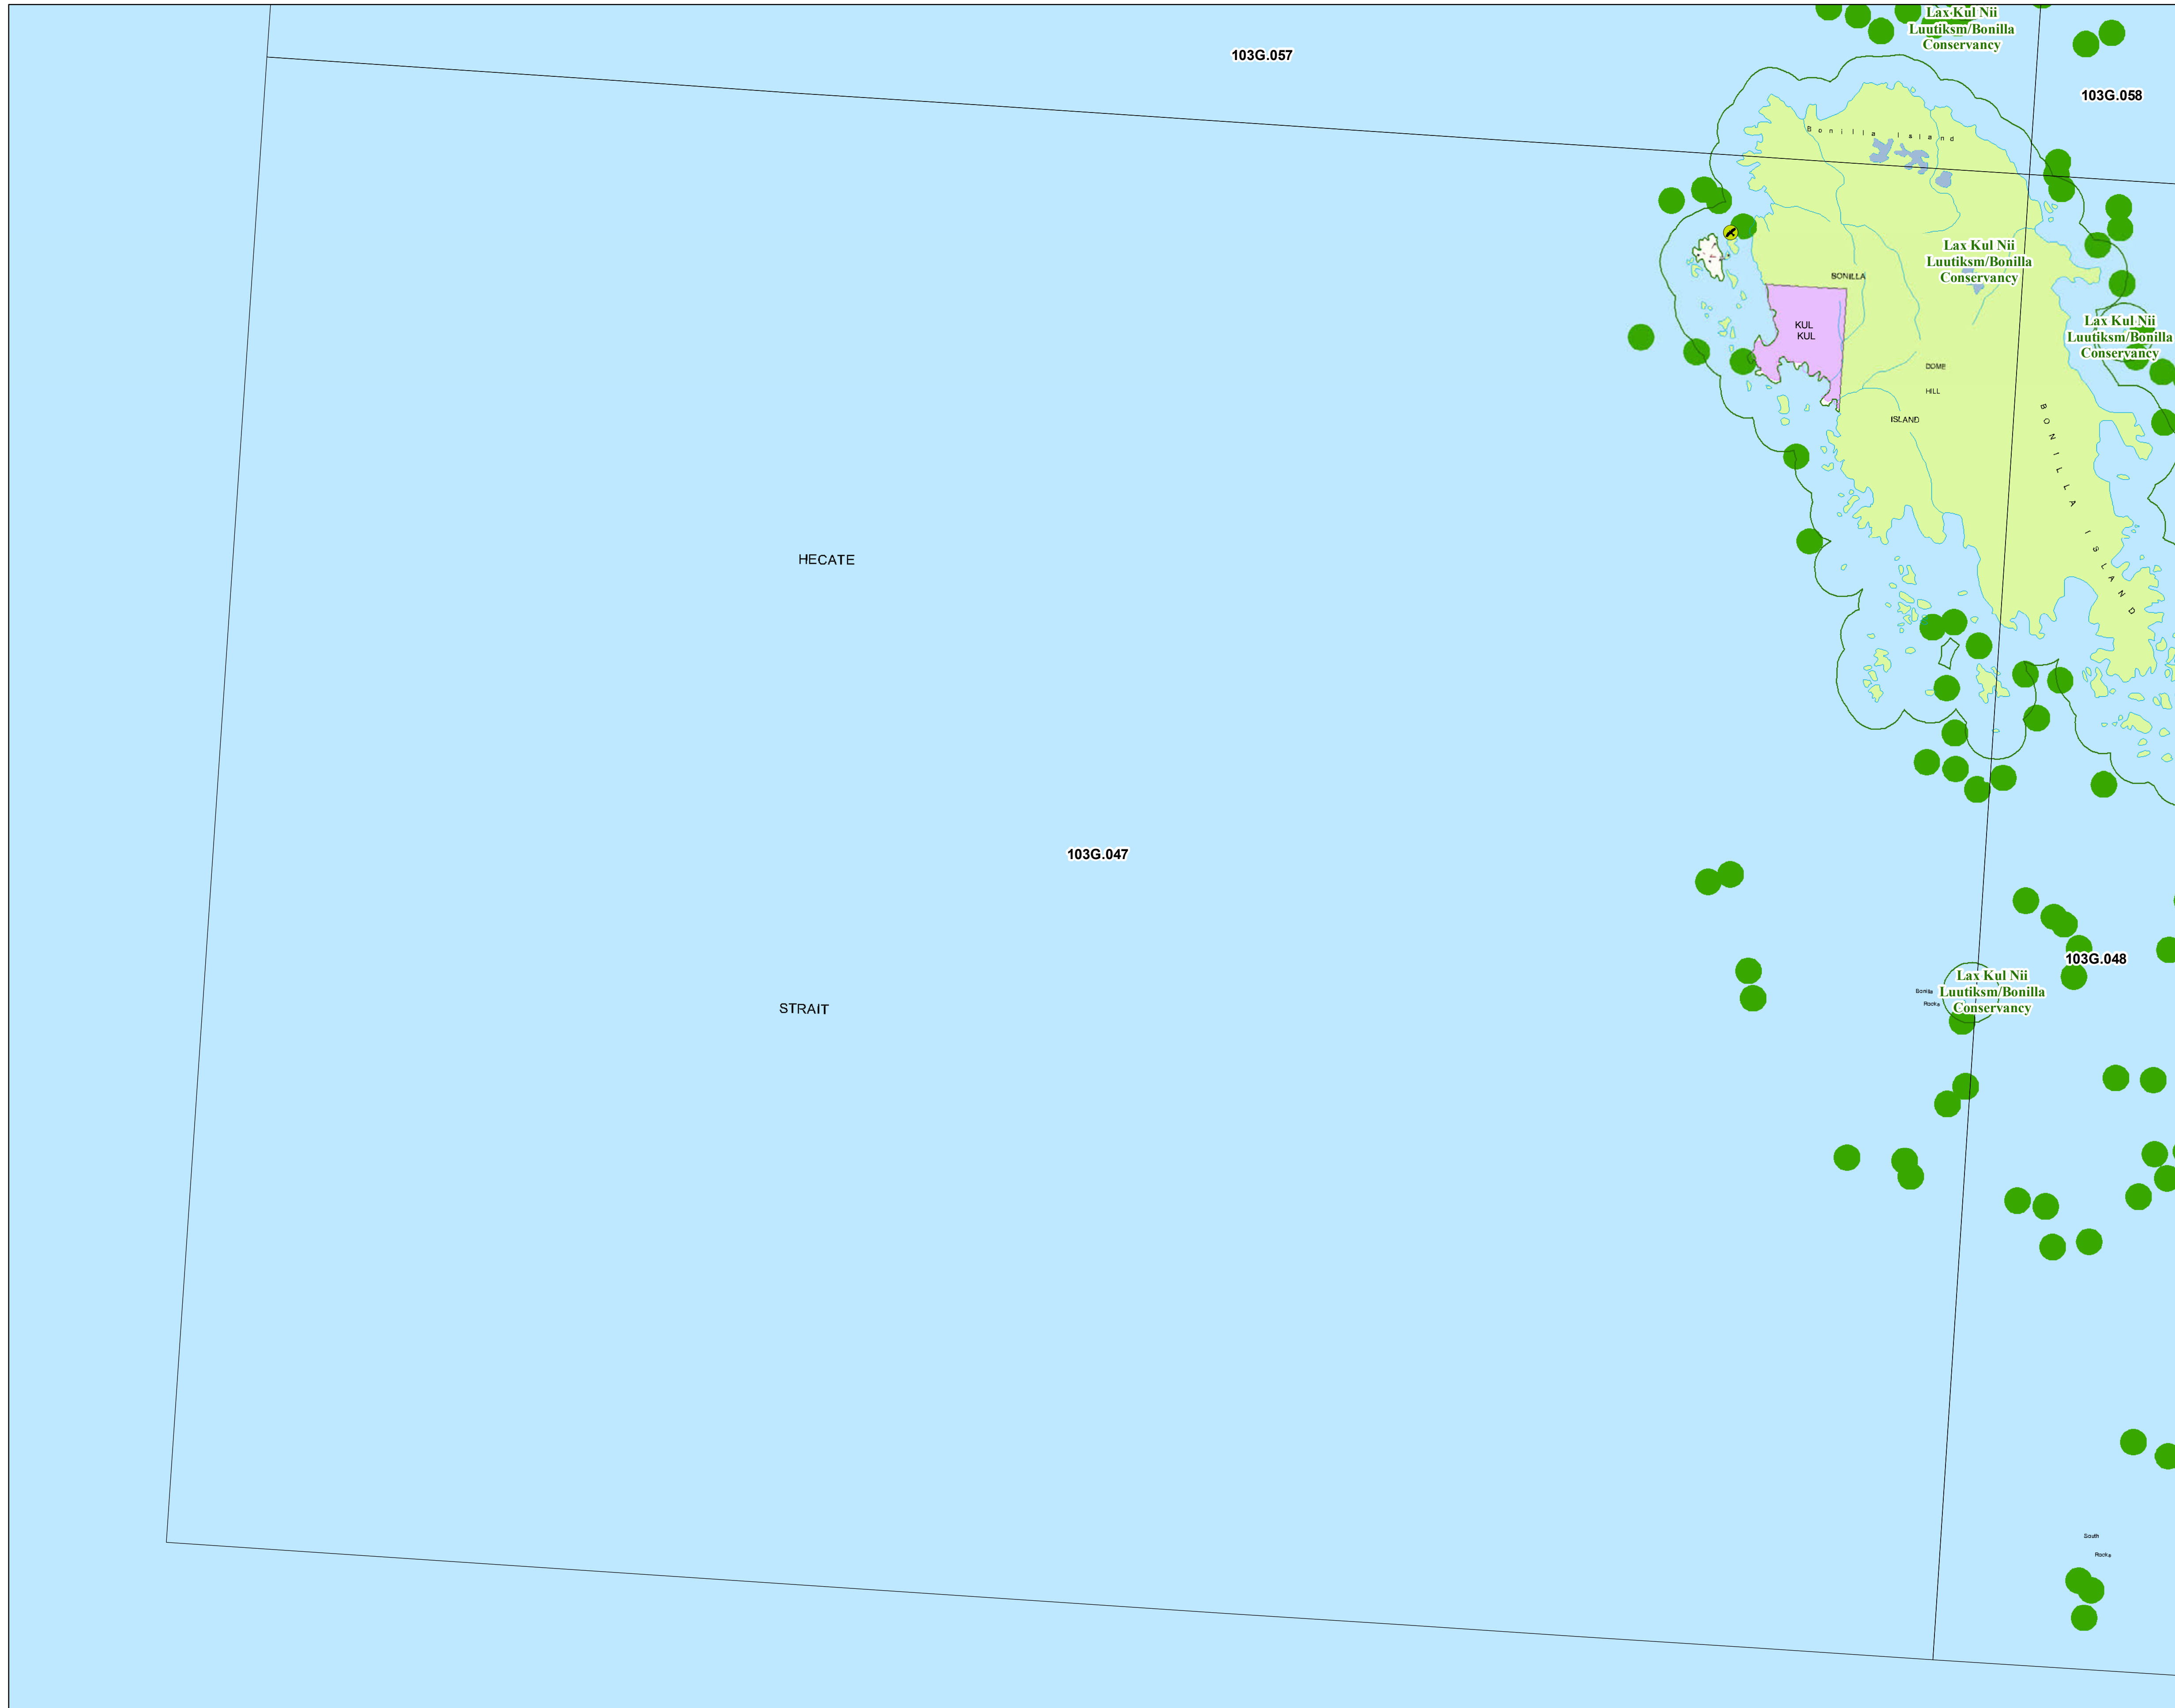 Lax Kul Nii
Luutiksm/Bonilla
Conservancy
103G.057
103G.058
Bonilla Island
Lax Kul Nii
Luutiksm/Bonilla
Conservancy
BONILLA
Lax Kul Nii
Luutiksm/Bonilla
Conservancy
KUL
KUL
DOME
HILL
ISLAND
BONILLA ISLAND
HECATE
103G.047
103G.048
Lax Kul Nii
Luutiksm/Bonilla
Conservancy
Bonilla
Rocks
STRAIT
South
Rocks